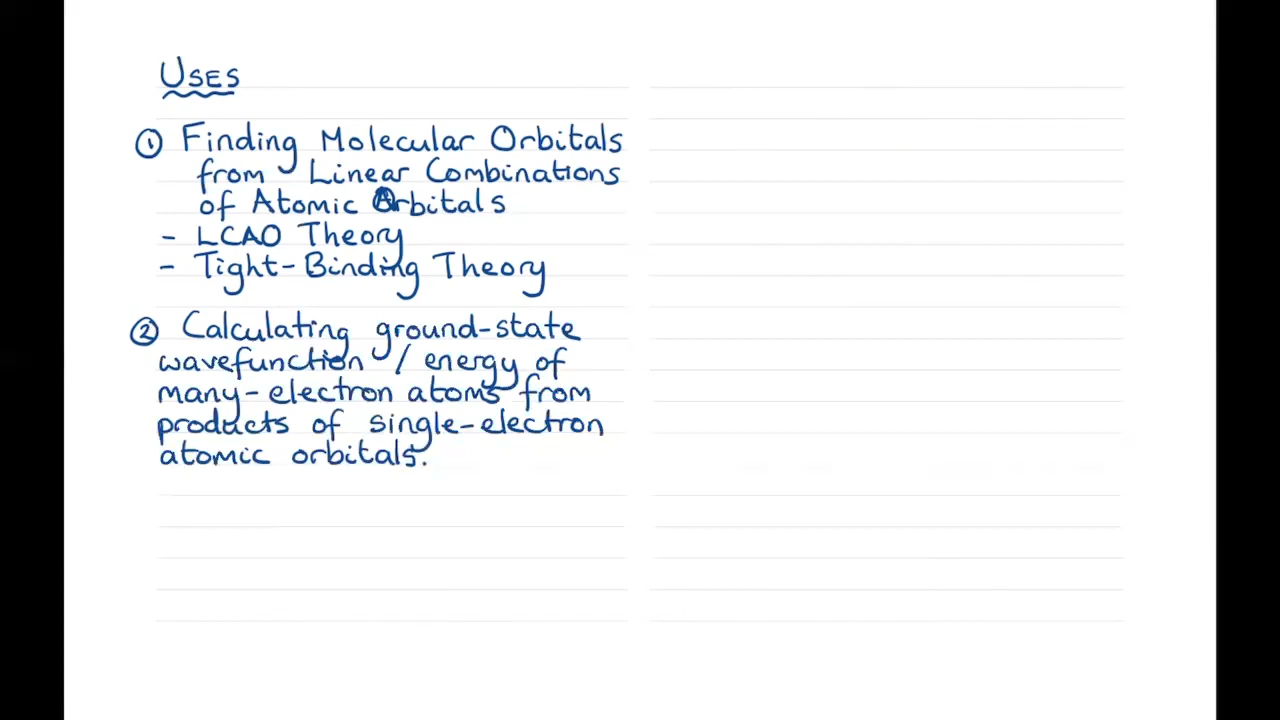 USES
① Finding Molecular Orbitals
from Linear Combinations
of Atomic Orbitals
- LCAO Theory
- Tight-Binding Theory
② Calculating ground-state
wavefunction / energy of
many-electron atoms from
products of single-electron
atomic orbitals.